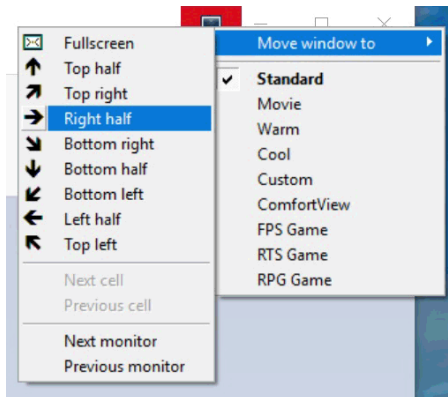 Fullscreen
Top half
Top right
Right half
Bottom right
Bottom half
Bottom left
Left half
Top left
Next cell
Previous cell
Next monitor
Previous monitor
Move window to
Standard
Movie
Warm
Cool
Custom
ComfortView
FPS Game
RTS Game
RPG Game